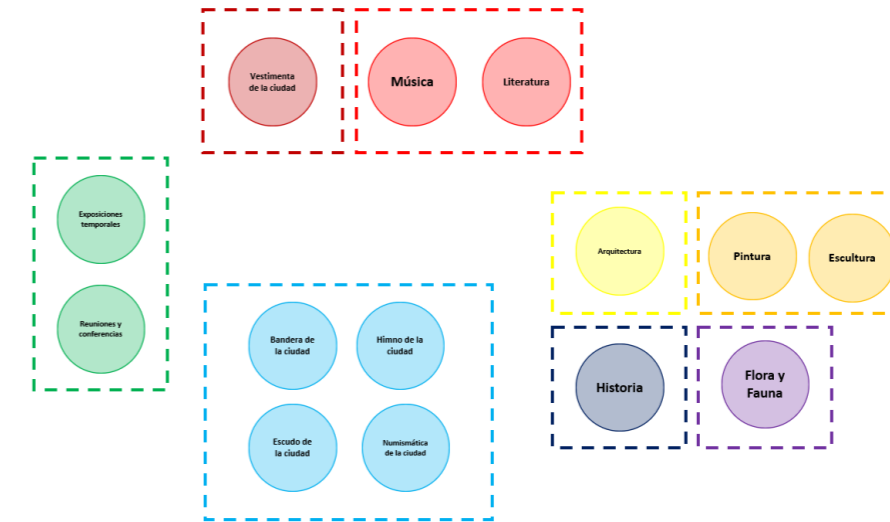 Vestimenta
de la ciudad
Música
Literatura
Exposiciones
temporales
Reuniones y
conferencias
Arquitectura
Pintura
Escultura
Bandera de
la ciudad
Himno de la
ciudad
Escudo de
la ciudad
Numismática
de la ciudad
Historia
Flora y
Fauna